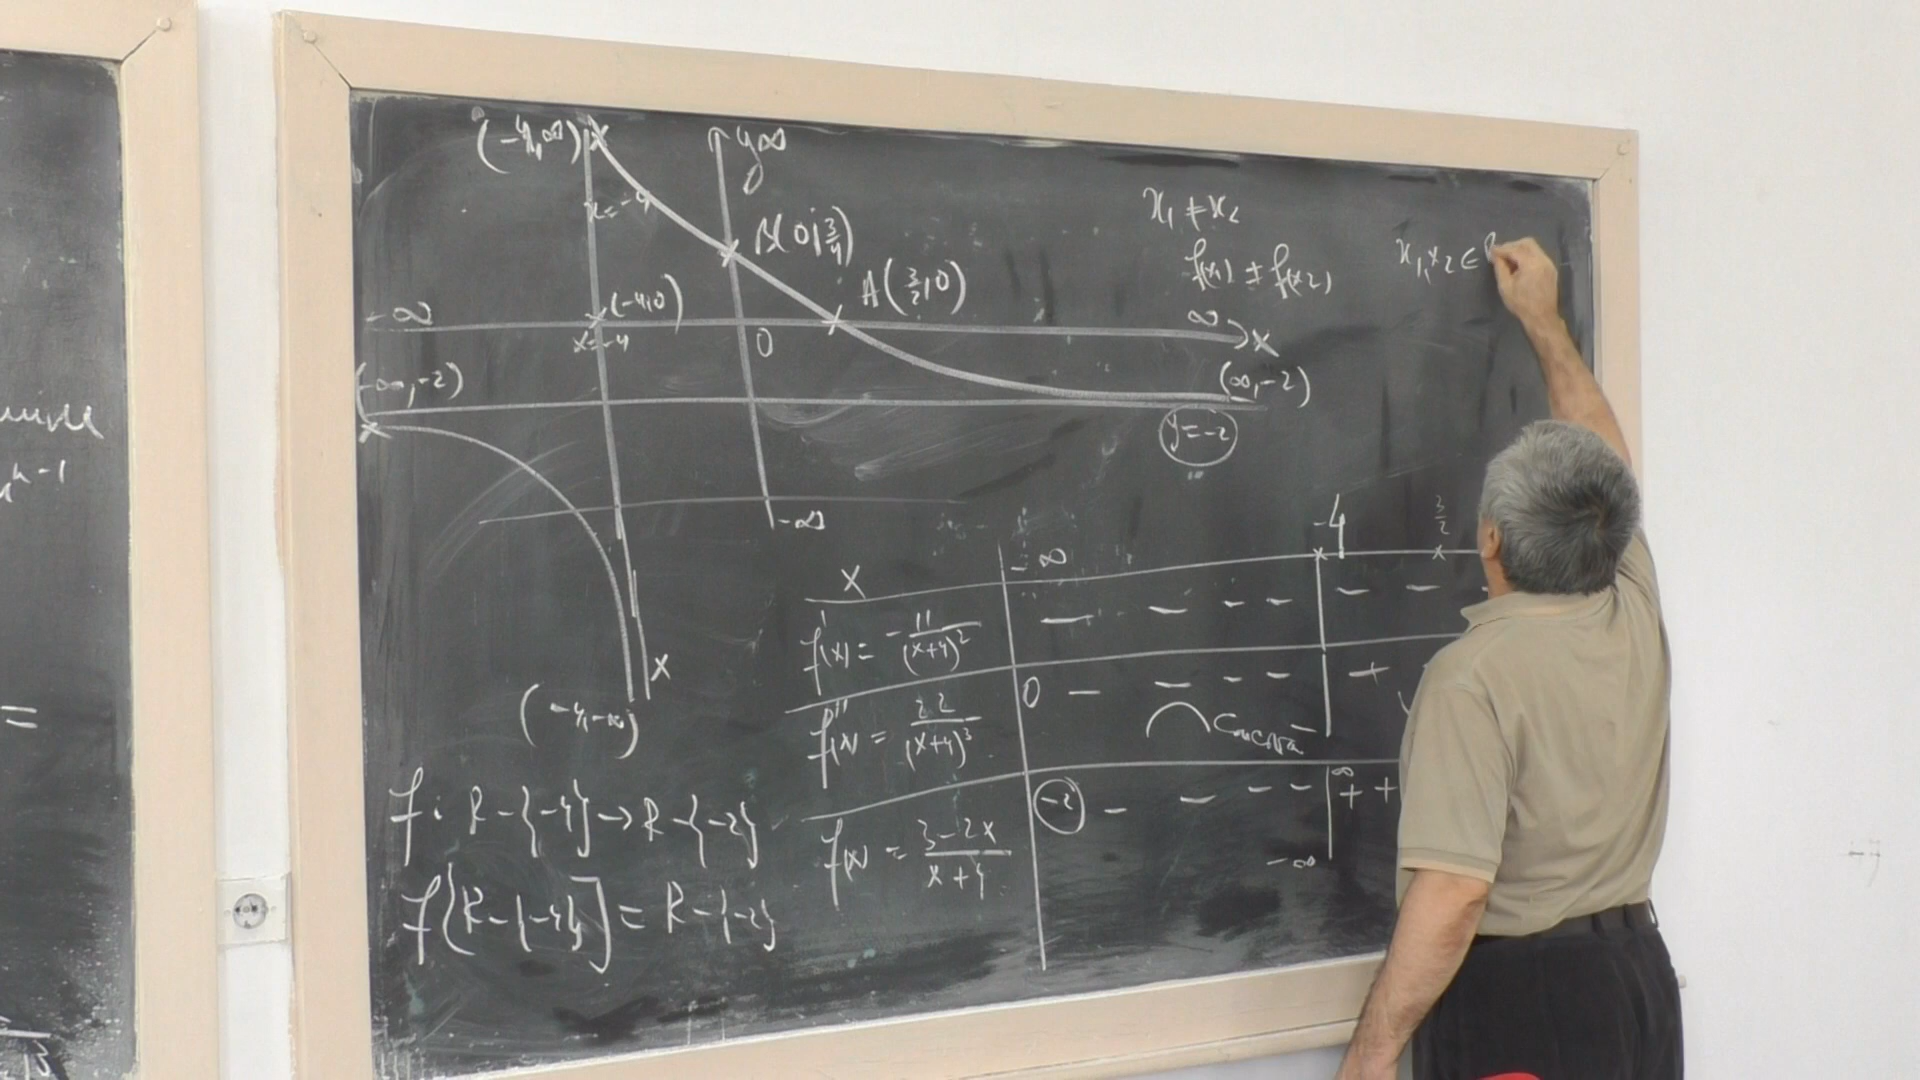 n-1
=
(-4,∞)
y ∞
x=-4
B(0,3/4)
A(3/2,0)
x₁ ≠ x₂
f(x₁) ≠ f(x₂)
x₁,x₂ ∈
-∞
(-4,0)
x=-4
0
∞
x
(-∞,-2)
(∞,-2)
y=-2
-∞
(-4,-∞)
x -∞ -4 3/2
f'(x) = -11/(x+4)² - - - - - -
f''(x) = 22/(x+4)³ 0 - - - - +
f(x) = (3-2x)/(x+4) -2 - - - - ∞ + +
-∞
f: R-{-4}→R-{-2}
f[R-{-4}] = R-{-2}